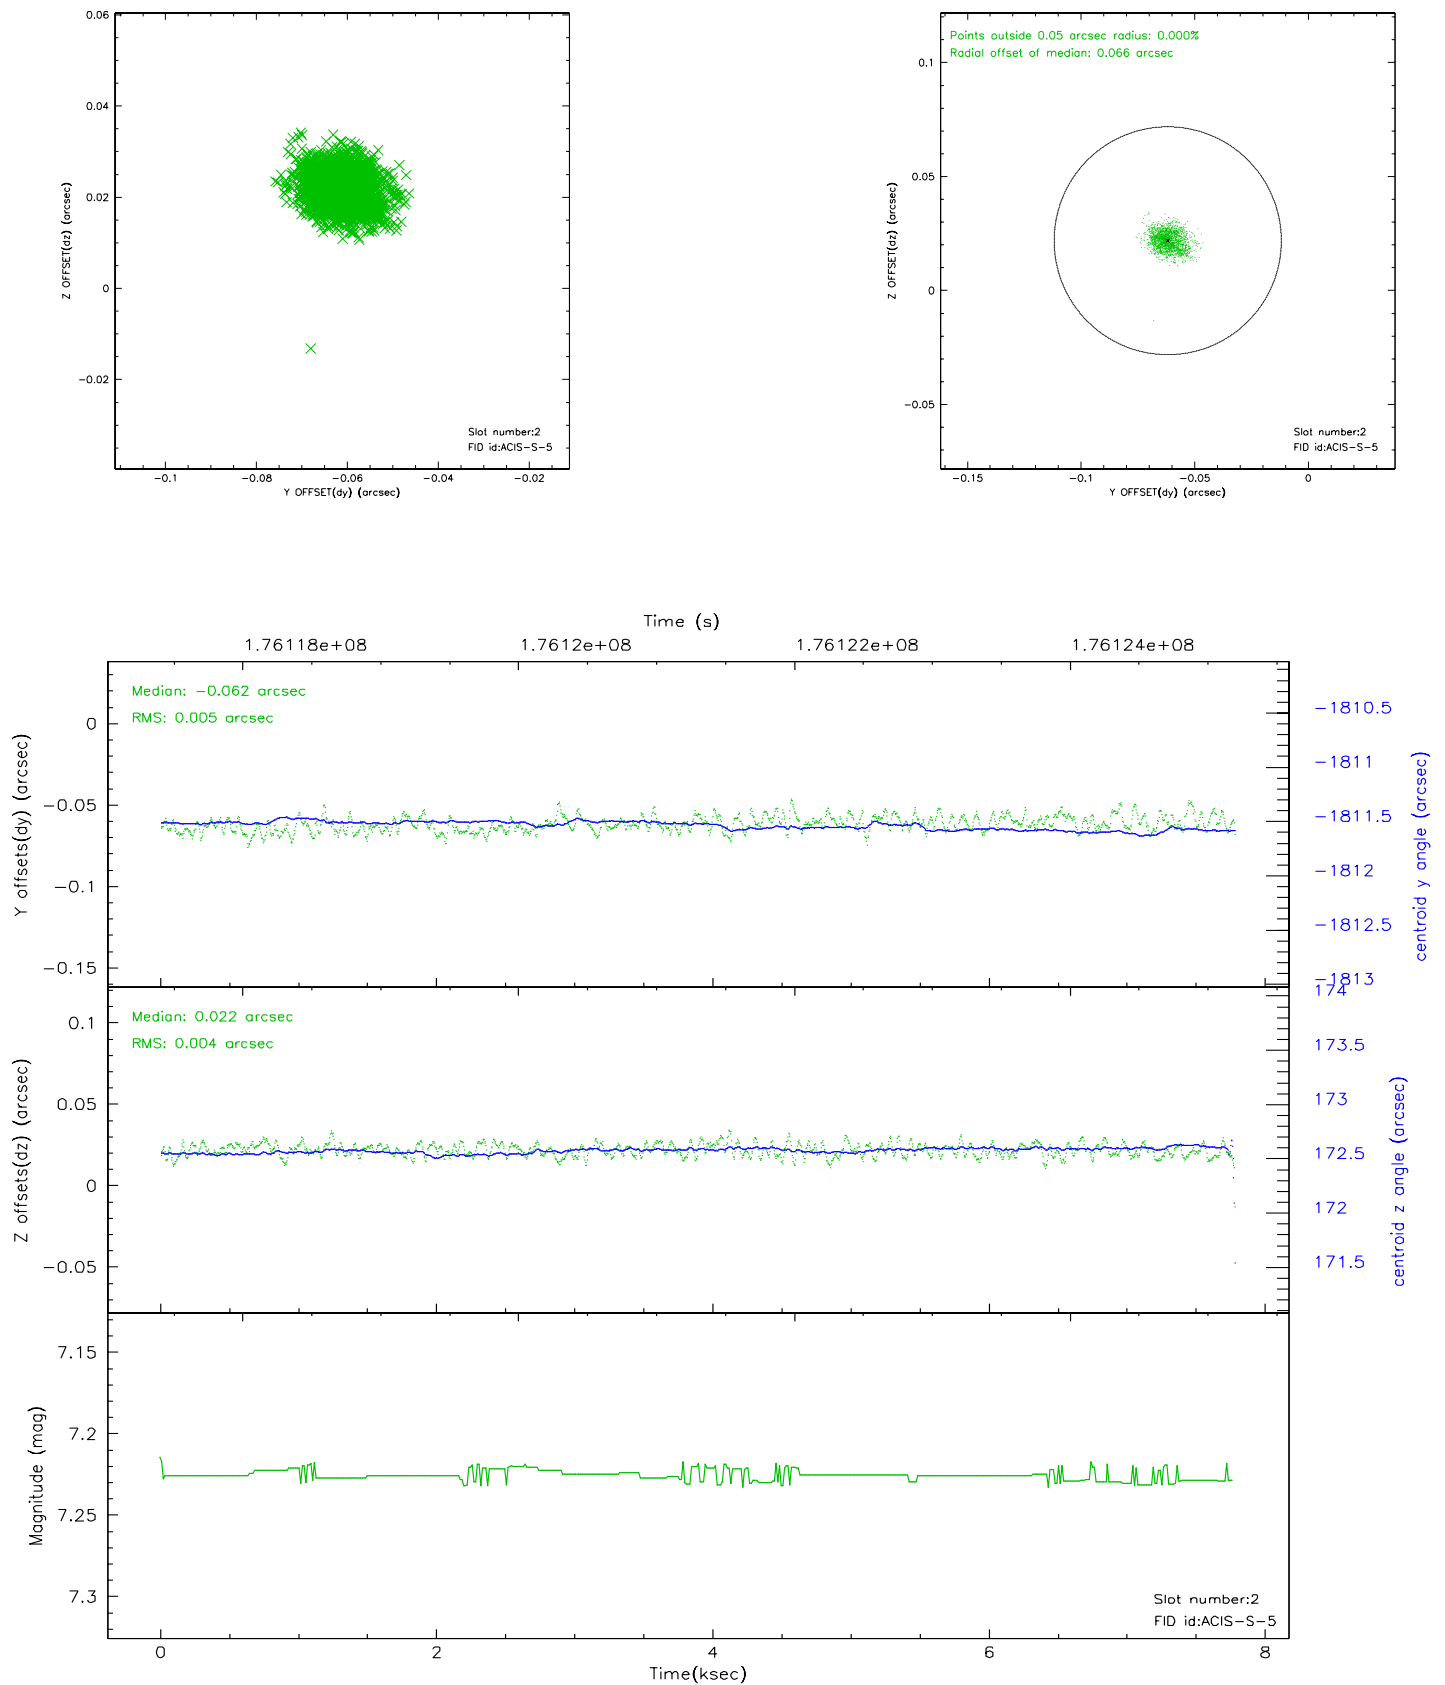 0.06
0.04
0.02
0
−0.02
Z OFFSET(dz) (arcsec)
Slot number:2
FID id:ACIS−S−5
−0.1
−0.08
−0.06
−0.04
−0.02
Y OFFSET(dy) (arcsec)
Points outside 0.05 arcsec radius: 0.000%
Radial offset of median: 0.066 arcsec
0.1
0.05
0
−0.05
Z OFFSET(dz) (arcsec)
Slot number:2
FID id:ACIS−S−5
−0.15
−0.1
−0.05
0
Y OFFSET(dy) (arcsec)
Time (s)
1.76118e+08
1.7612e+08
1.76122e+08
1.76124e+08
Median: −0.062 arcsec
RMS: 0.005 arcsec
0
−0.05
−0.1
−0.15
Y offsets(dy) (arcsec)
−1810.5
−1811
−1811.5
−1812
−1812.5
−1813
centroid y angle (arcsec)
Median: 0.022 arcsec
RMS: 0.004 arcsec
0.1
0.05
0
−0.05
Z offsets(dz) (arcsec)
174
173.5
173
172.5
172
171.5
centroid z angle (arcsec)
7.15
7.2
7.25
7.3
Magnitude (mag)
Slot number:2
FID id:ACIS−S−5
0
2
4
6
8
Time(ksec)